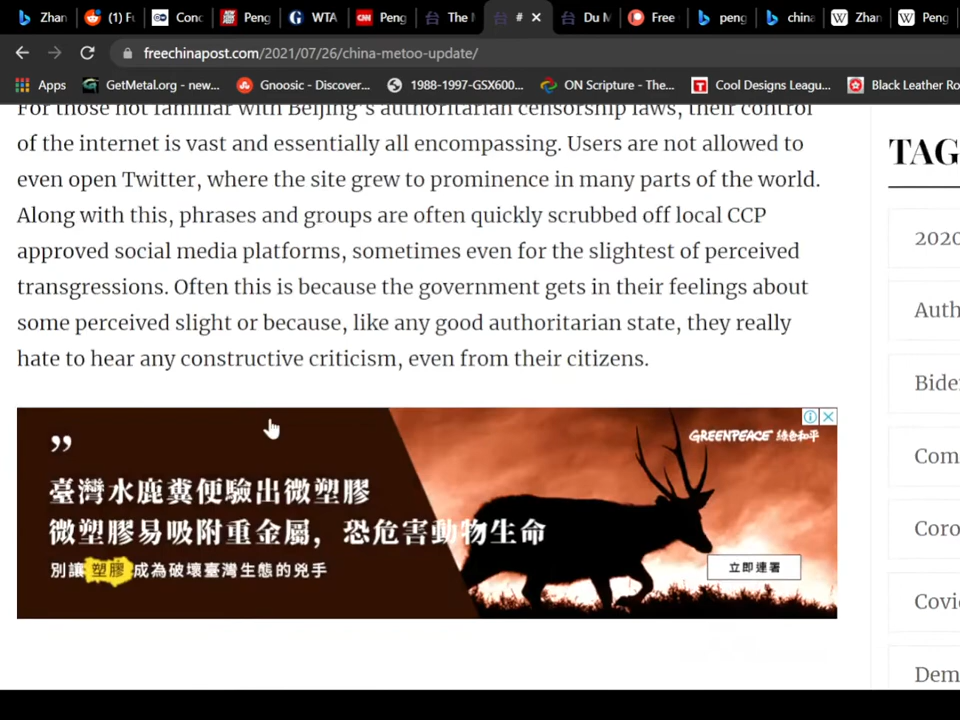 Zhan
(1) Fu
Conc
Peng
WTA
CNN
Peng
The M
#
Du M
Free
peng
china
Zhan
Peng
freechinapost.com/2021/07/26/china-metoo-update/
Apps
GetMetal.org - new...
Gnoosic - Discover...
1988-1997-GSX600...
ON Scripture - The...
Cool Designs Leagu...
Black Leather Ro
For those not familiar with Beijing's authoritarian censorship laws, their control
of the internet is vast and essentially all encompassing. Users are not allowed to
even open Twitter, where the site grew to prominence in many parts of the world.
Along with this, phrases and groups are often quickly scrubbed off local CCP
approved social media platforms, sometimes even for the slightest of perceived
transgressions. Often this is because the government gets in their feelings about
some perceived slight or because, like any good authoritarian state, they really
hate to hear any constructive criticism, even from their citizens.
TAG
2020
Auth
Bide
Com
Coro
Covi
Dem
”
臺灣水鹿糞便驗出微塑膠
微塑膠易吸附重金屬，恐危害動物生命
別讓 塑膠 成為破壞臺灣生態的兇手
GREENPEACE 綠色和平
立即連署